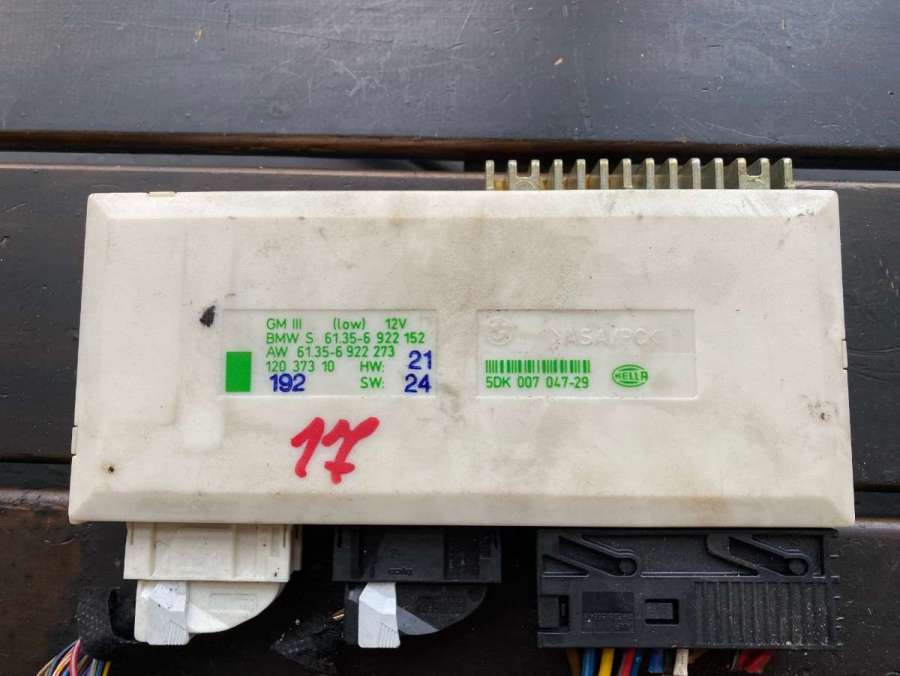 GM III (low) 12V
BMW S 61.35-6 922 152
AW 61.35-6 922 273
120 373 10 HW: 21
192 SW: 24
5DK 007 047-29
HELLA
17